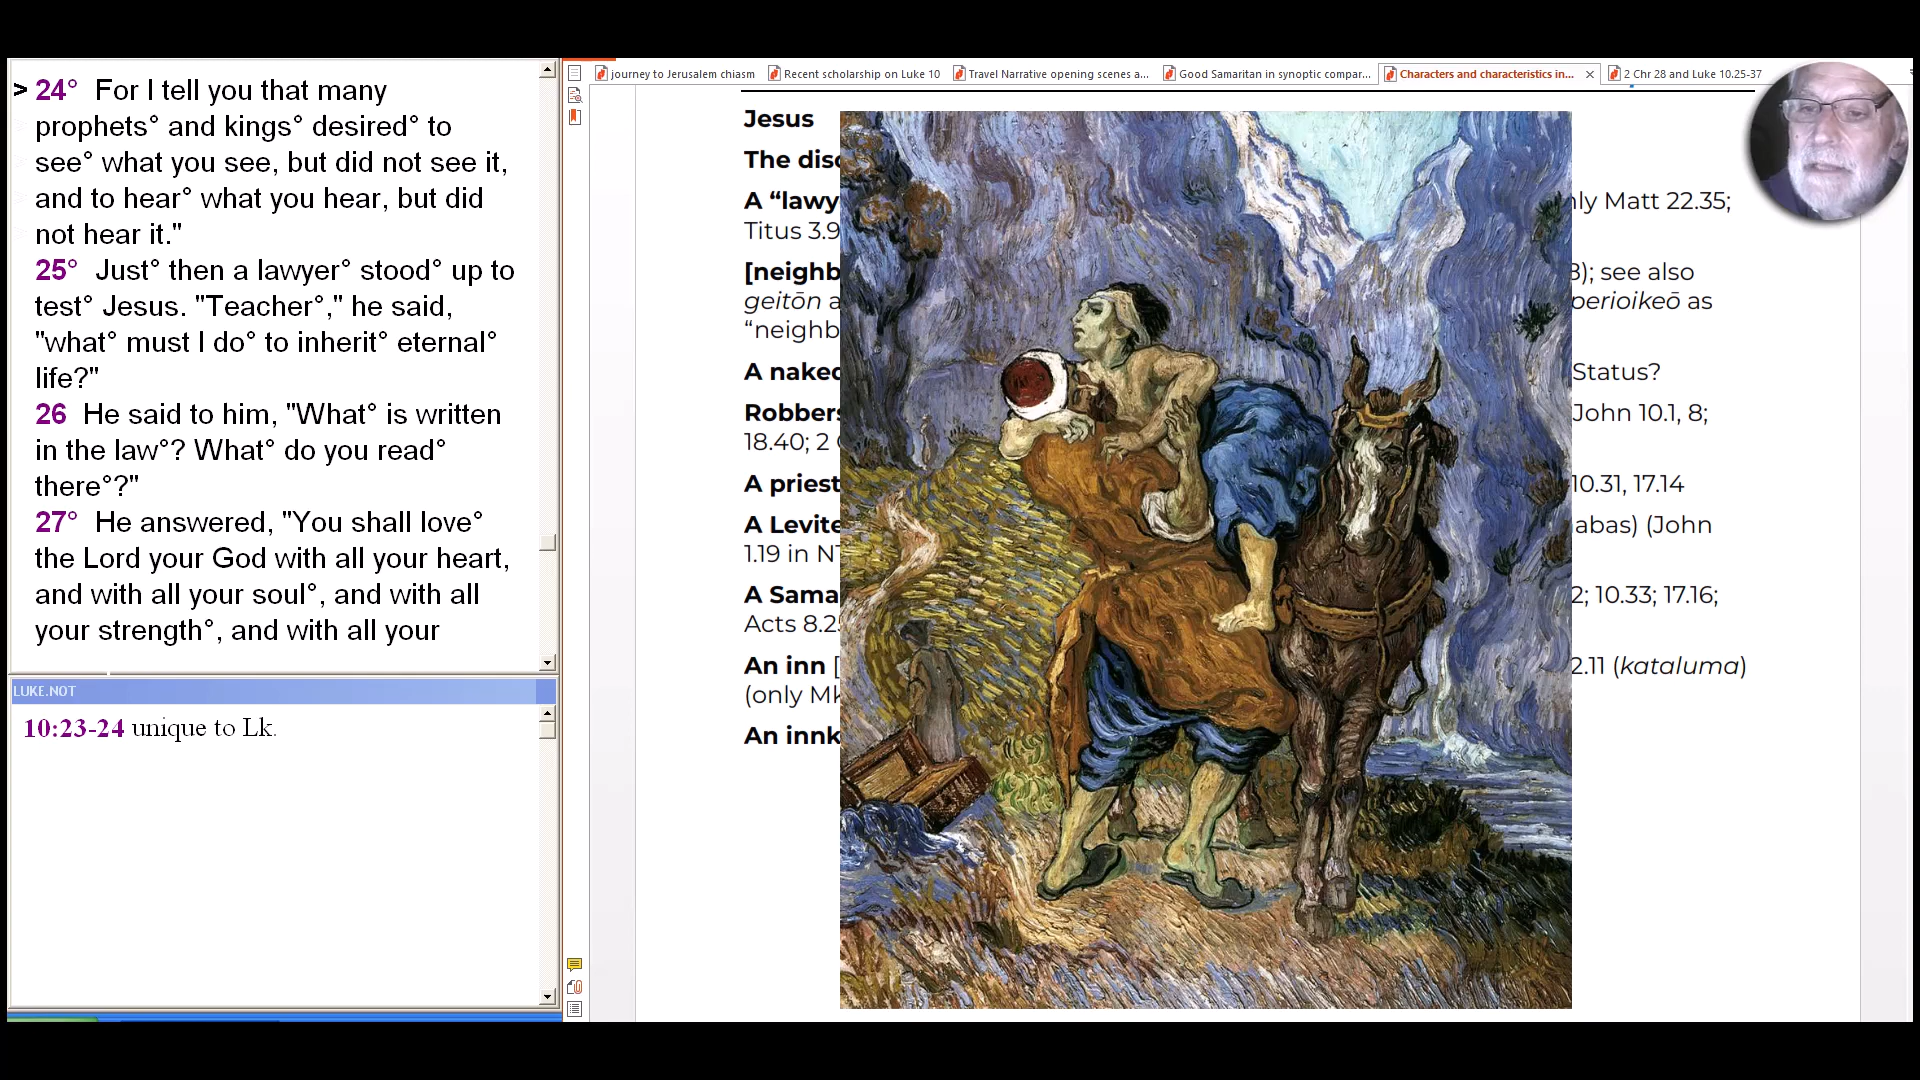 > 24° For I tell you that many
prophets° and kings° desired° to
see° what you see, but did not see it,
and to hear° what you hear, but did
not hear it."
25° Just° then a lawyer° stood° up to
test° Jesus. "Teacher°," he said,
"what° must I do° to inherit° eternal°
life?"
26 He said to him, "What° is written
in the law°? What° do you read°
there°?"
27° He answered, "You shall love°
the Lord your God with all your heart,
and with all your soul°, and with all
your strength°, and with all your
LUKE.NOT
10:23-24 unique to Lk.
journey to Jerusalem chiasm
Recent scholarship on Luke 10
Travel Narrative opening scenes a...
Good Samaritan in synoptic compar...
Characters and characteristics in...
2 Chr 28 and Luke 10.25-37
Jesus
The
A “lawy Matt 22.35;
Titus 3.9
[neighb 8); see also
geitōn perioikeō as
“neighb
A naked Status?
Robbers John 10.1, 8;
18.40; 2
A priest 10.31, 17.14
A Levite abas) (John
1.19 in
A Sama 2; 10.33; 17.16;
Acts 8.25
An inn [ 2.11 (kataluma)
(only Mk
An innk